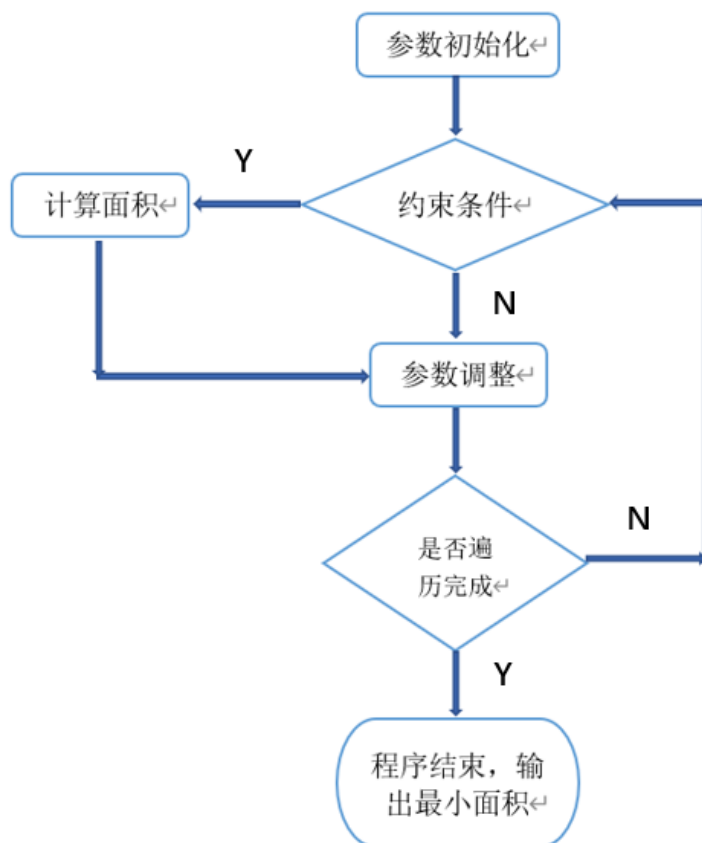 参数初始化↵
Y
计算面积↵
约束条件↵
N
参数调整↵
N
是否遍
历完成↵
Y
程序结束，输
出最小面积↵